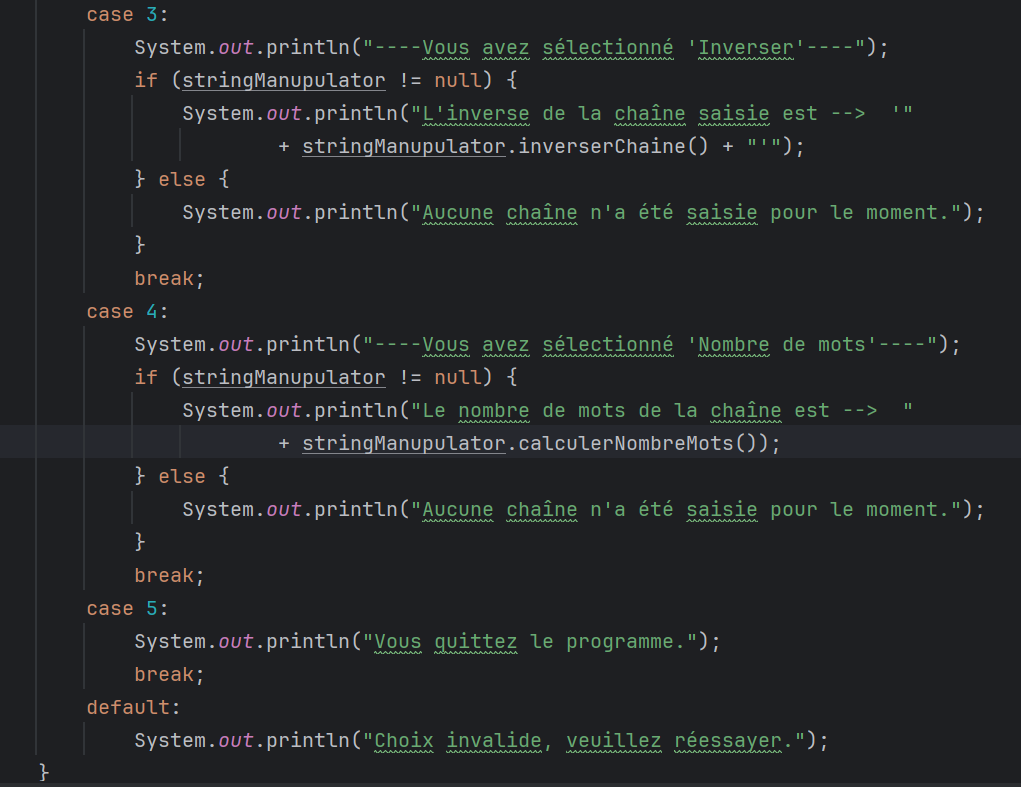 case 3:
System.out.println("----Vous avez sélectionné 'Inverser'----");
if (stringManupulator != null) {
System.out.println("L'inverse de la chaîne saisie est -->  '"
+ stringManupulator.inverserChaine() + "'");
} else {
System.out.println("Aucune chaîne n'a été saisie pour le moment.");
}
break;
case 4:
System.out.println("----Vous avez sélectionné 'Nombre de mots'----");
if (stringManupulator != null) {
System.out.println("Le nombre de mots de la chaîne est -->  "
+ stringManupulator.calculerNombreMots());
} else {
System.out.println("Aucune chaîne n'a été saisie pour le moment.");
}
break;
case 5:
System.out.println("Vous quittez le programme.");
break;
default:
System.out.println("Choix invalide, veuillez réessayer.");
}